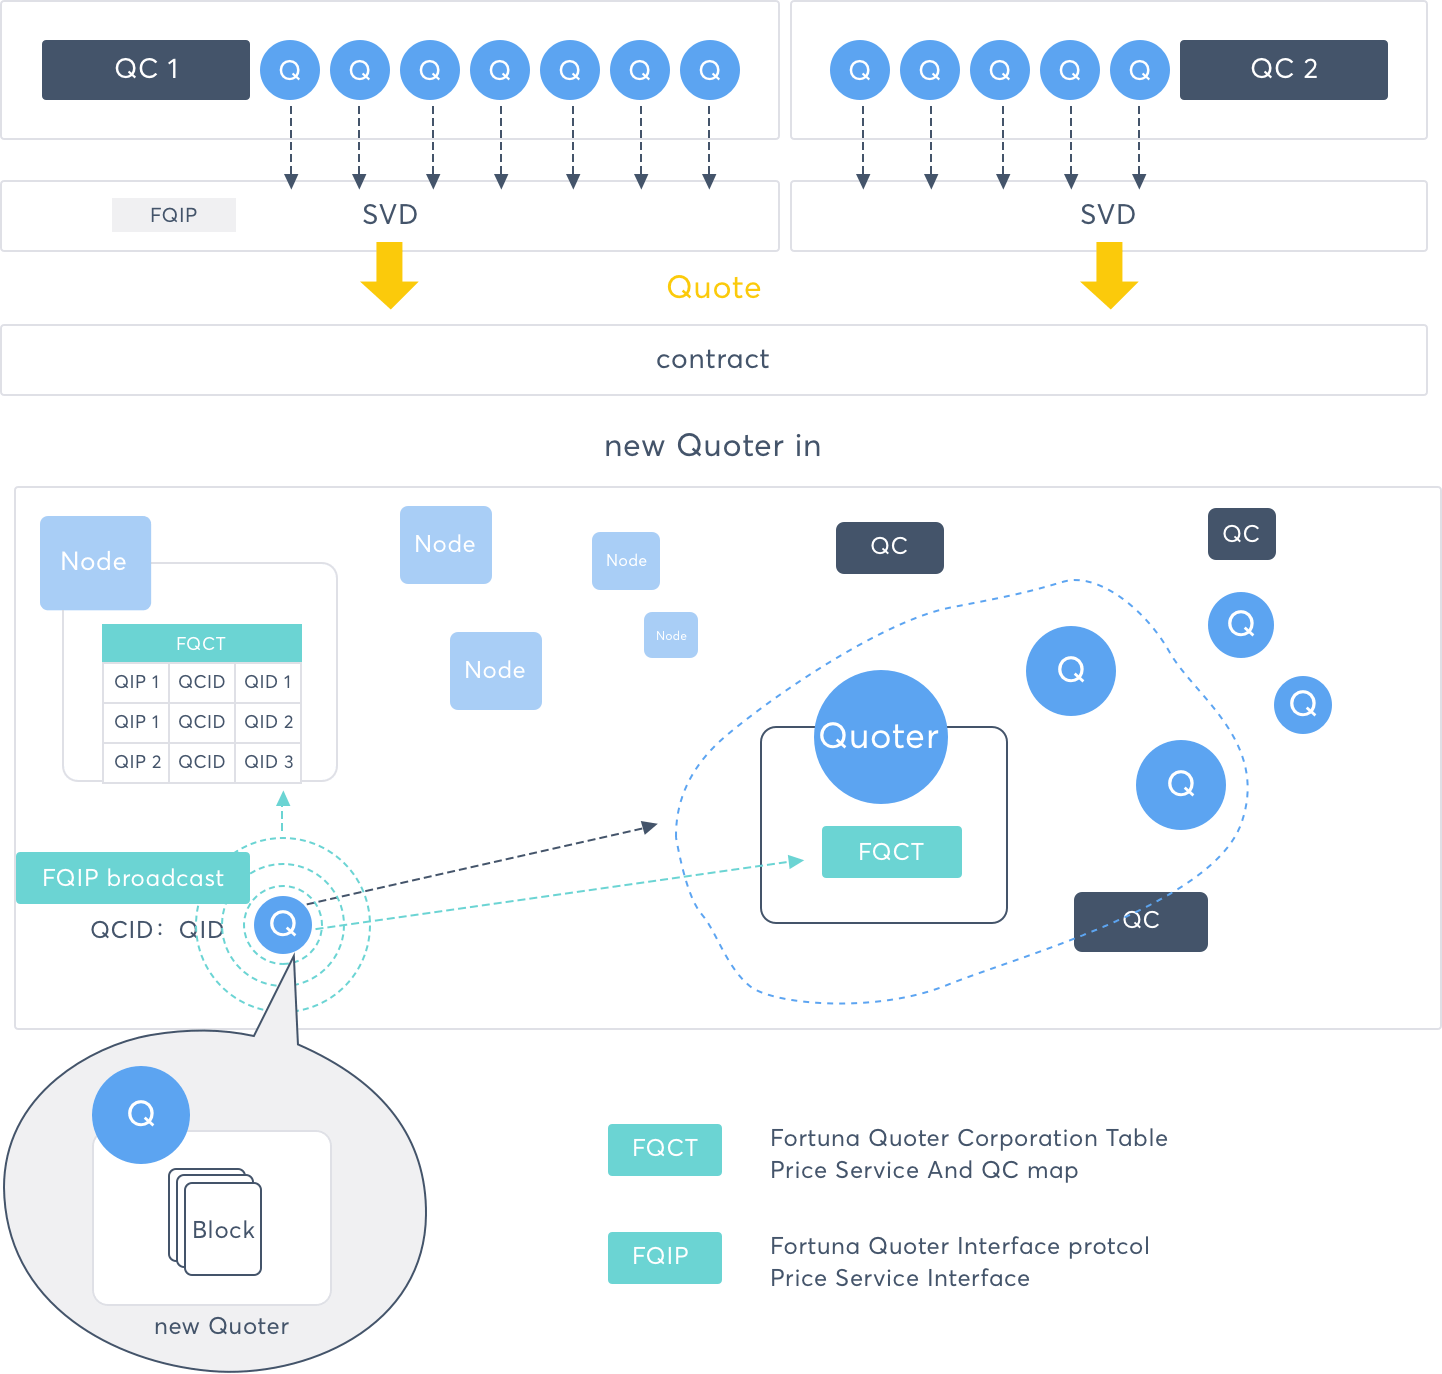 QC 1 Q Q Q Q Q Q Q
Q Q Q Q Q QC 2
FQIP SVD
SVD
Quote
contract
new Quoter in
Node
Node
Node
Node
Node
QC
QC
FQCT
QIP 1 QCID QID 1
QIP 1 QCID QID 2
QIP 2 QCID QID 3
Q
Q
Q
Q
Quoter
FQCT
QC
FQIP broadcast
QCID: QID
Q
Q
Block
new Quoter
FQCT
Fortuna Quoter Corporation Table
Price Service And QC map
FQIP
Fortuna Quoter Interface protcol
Price Service Interface